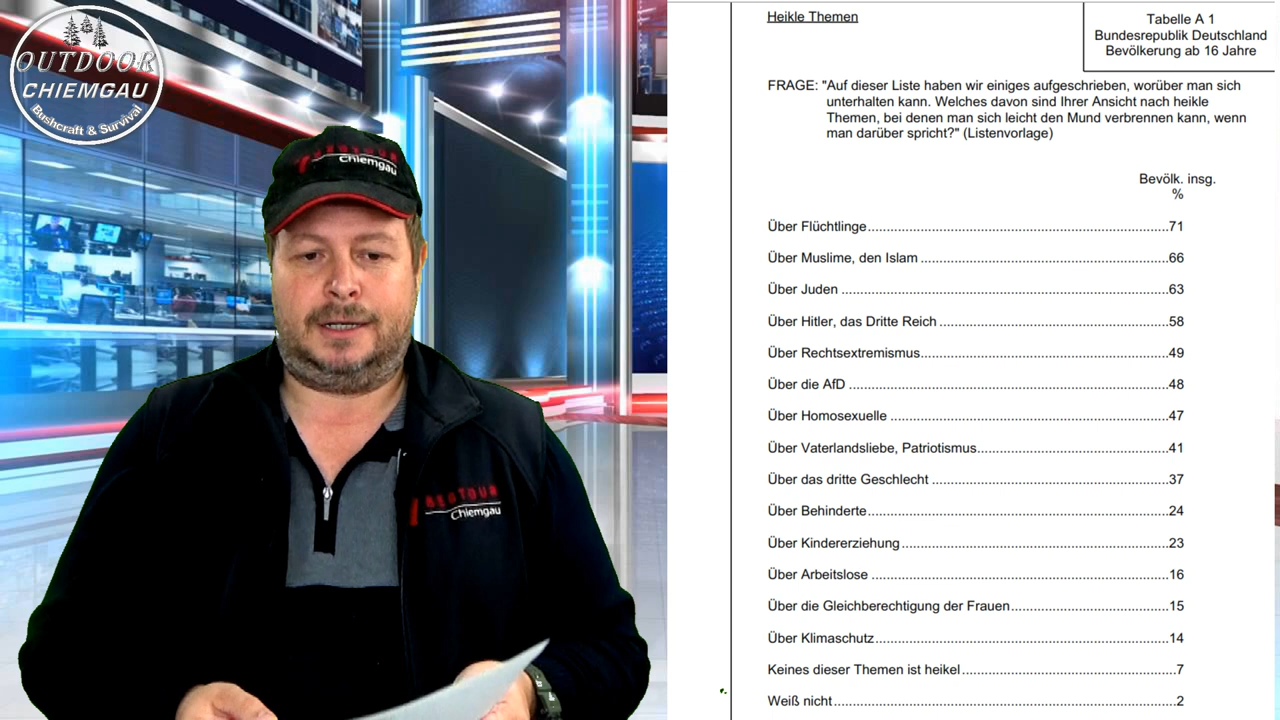 OUTDOOR
CHIEMGAU
Bushcraft & Survival
Chiemgau
Chiemgau
Heikle Themen
Tabelle A 1
Bundesrepublik Deutschland
Bevölkerung ab 16 Jahre
FRAGE: "Auf dieser Liste haben wir einiges aufgeschrieben, worüber man sich
unterhalten kann. Welches davon sind Ihrer Ansicht nach heikle
Themen, bei denen man sich leicht den Mund verbrennen kann, wenn
man darüber spricht?" (Listenvorlage)
Bevölk. insg.
%
Über Flüchtlinge 71
Über Muslime, den Islam 66
Über Juden 63
Über Hitler, das Dritte Reich 58
Über Rechtsextremismus 49
Über die AfD 48
Über Homosexuelle 47
Über Vaterlandsliebe, Patriotismus 41
Über das dritte Geschlecht 37
Über Behinderte 24
Über Kindererziehung 23
Über Arbeitslose 16
Über die Gleichberechtigung der Frauen 15
Über Klimaschutz 14
Keines dieser Themen ist heikel 7
Weiß nicht 2